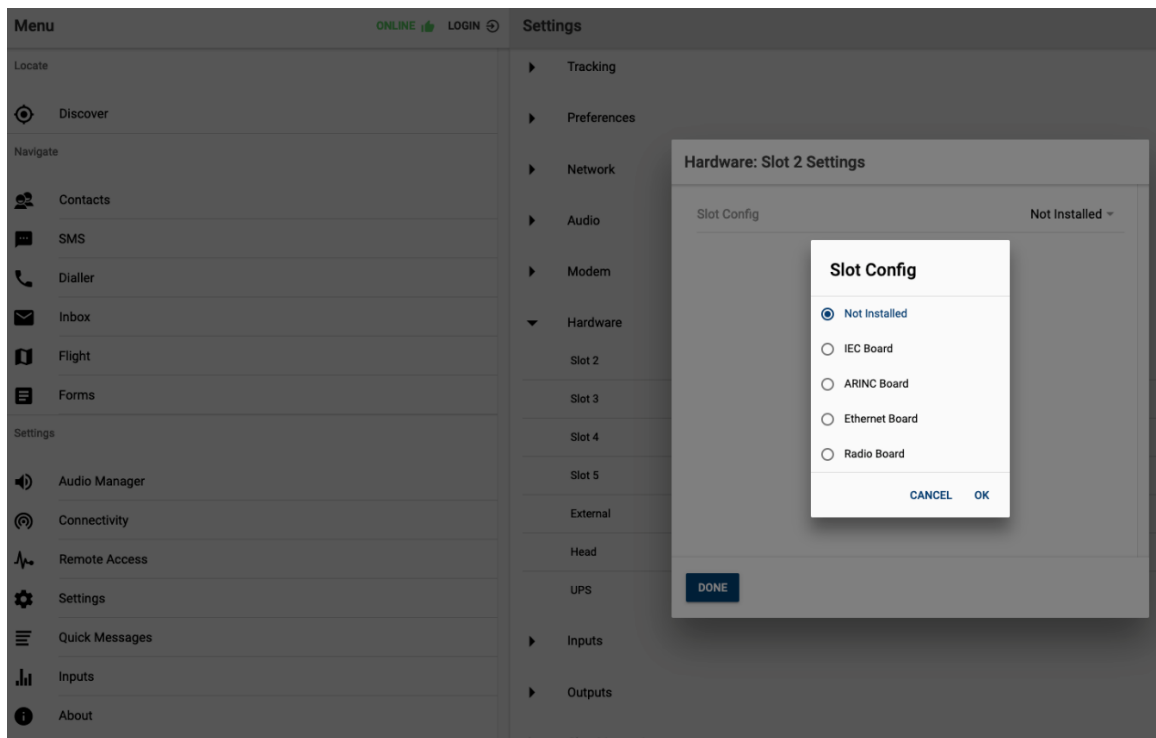 Menu
ONLINE
LOGIN
Locate
Discover
Navigate
Contacts
SMS
Dialler
Inbox
Flight
Forms
Settings
Audio Manager
Connectivity
Remote Access
Settings
Quick Messages
Inputs
About
Settings
Tracking
Preferences
Network
Audio
Modem
Hardware
Slot 2
Slot 3
Slot 4
Slot 5
External
Head
UPS
Inputs
Outputs
Hardware: Slot 2 Settings
Slot Config
Not Installed
Slot Config
Not Installed
IEC Board
ARINC Board
Ethernet Board
Radio Board
CANCEL
OK
DONE